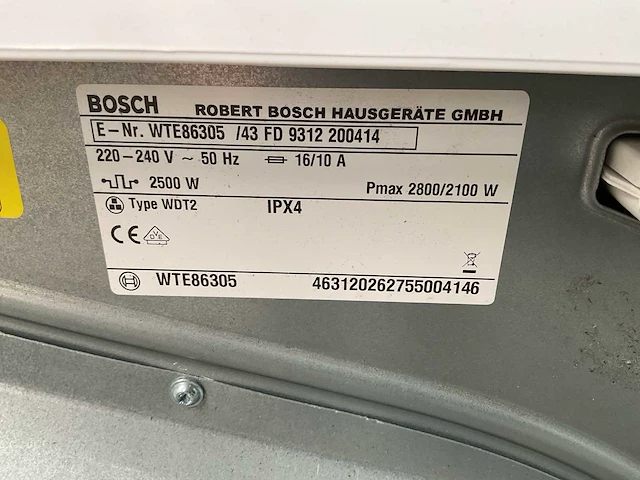 BOSCH ROBERT BOSCH HAUSGERÄTE GMBH
E-Nr. WTE86305 /43 FD 9312 200414
220-240 V ~ 50 Hz 16/10 A
2500 W Pmax 2800/2100 W
Type WDT2 IPX4
CE VDE
WTE86305 463120262755004146